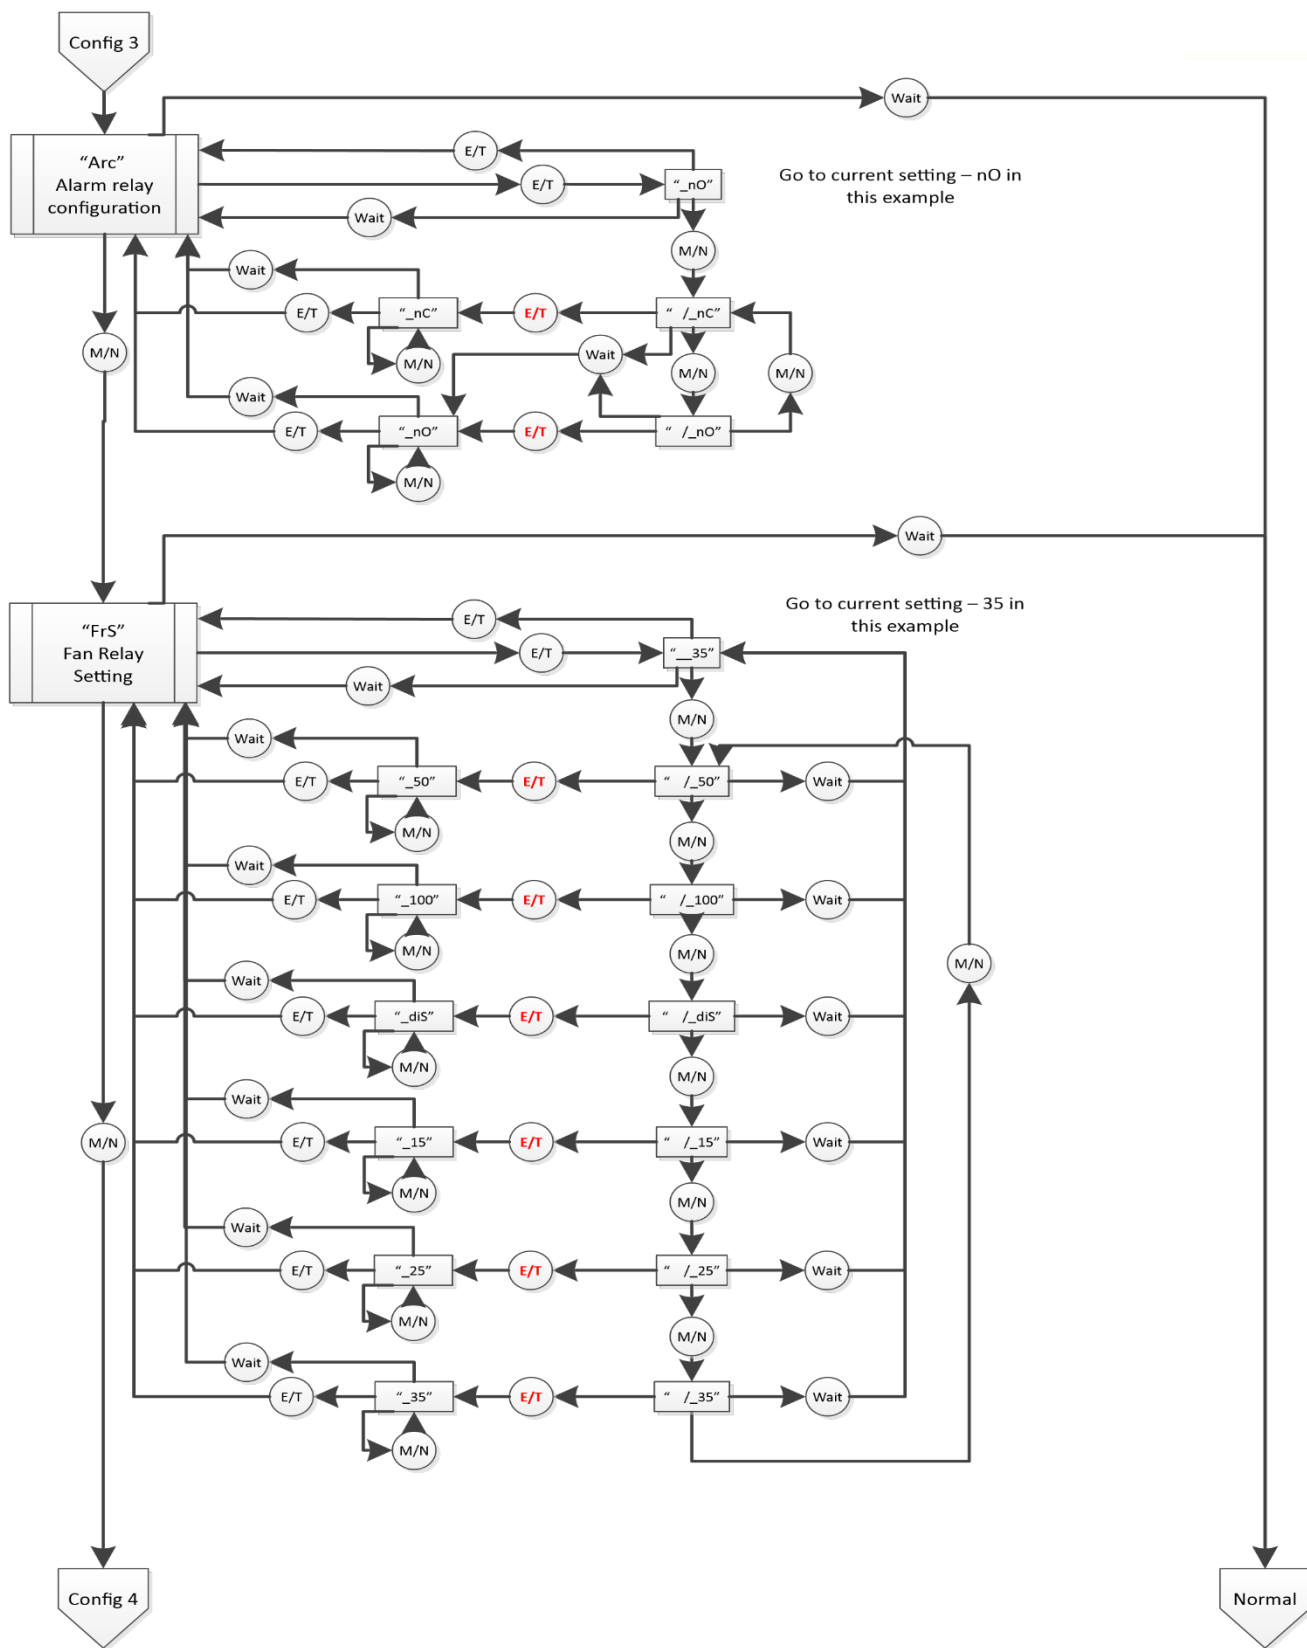 Config 3
Wait
“Arc”
Alarm relay
configuration
E/T
E/T
“_nO”
Go to current setting – nO in
this example
Wait
M/N
Wait
E/T
“_nC”
E/T
“ /_nC”
M/N
Wait
M/N
M/N
M/N
Wait
E/T
“_nO”
E/T
“ /_nO”
M/N
Wait
“FrS”
Fan Relay
Setting
E/T
E/T
“__35”
Go to current setting – 35 in
this example
Wait
M/N
Wait
E/T
“_50”
E/T
“ /_50”
Wait
M/N
M/N
Wait
E/T
“_100”
E/T
“ /_100”
Wait
M/N
M/N
M/N
Wait
E/T
“_diS”
E/T
“ /_diS”
Wait
M/N
M/N
Wait
M/N
E/T
“_15”
E/T
“ /_15”
Wait
M/N
M/N
Wait
E/T
“_25”
E/T
“ /_25”
Wait
M/N
M/N
Wait
E/T
“_35”
E/T
“ /_35”
Wait
M/N
Config 4
Normal